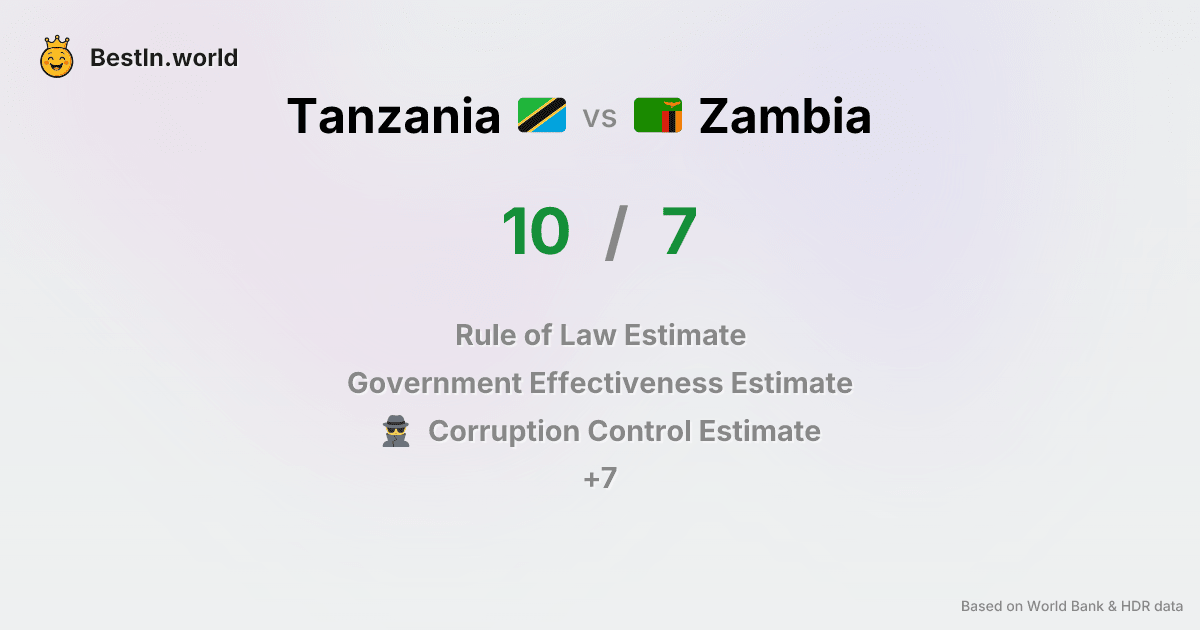 BestIn.world
Tanzania vs Zambia
10 / 7
Rule of Law Estimate
Government Effectiveness Estimate
Corruption Control Estimate
+7
Based on World Bank & HDR data